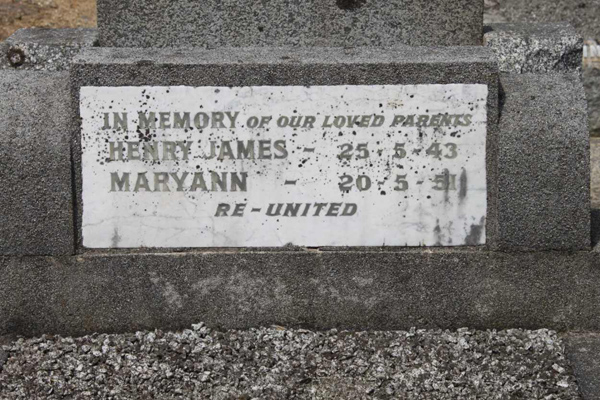 IN MEMORY OF OUR LOVED PARENTS
HENRY JAMES - 25-5-43
MARYANN - 20-5-51
RE-UNITED